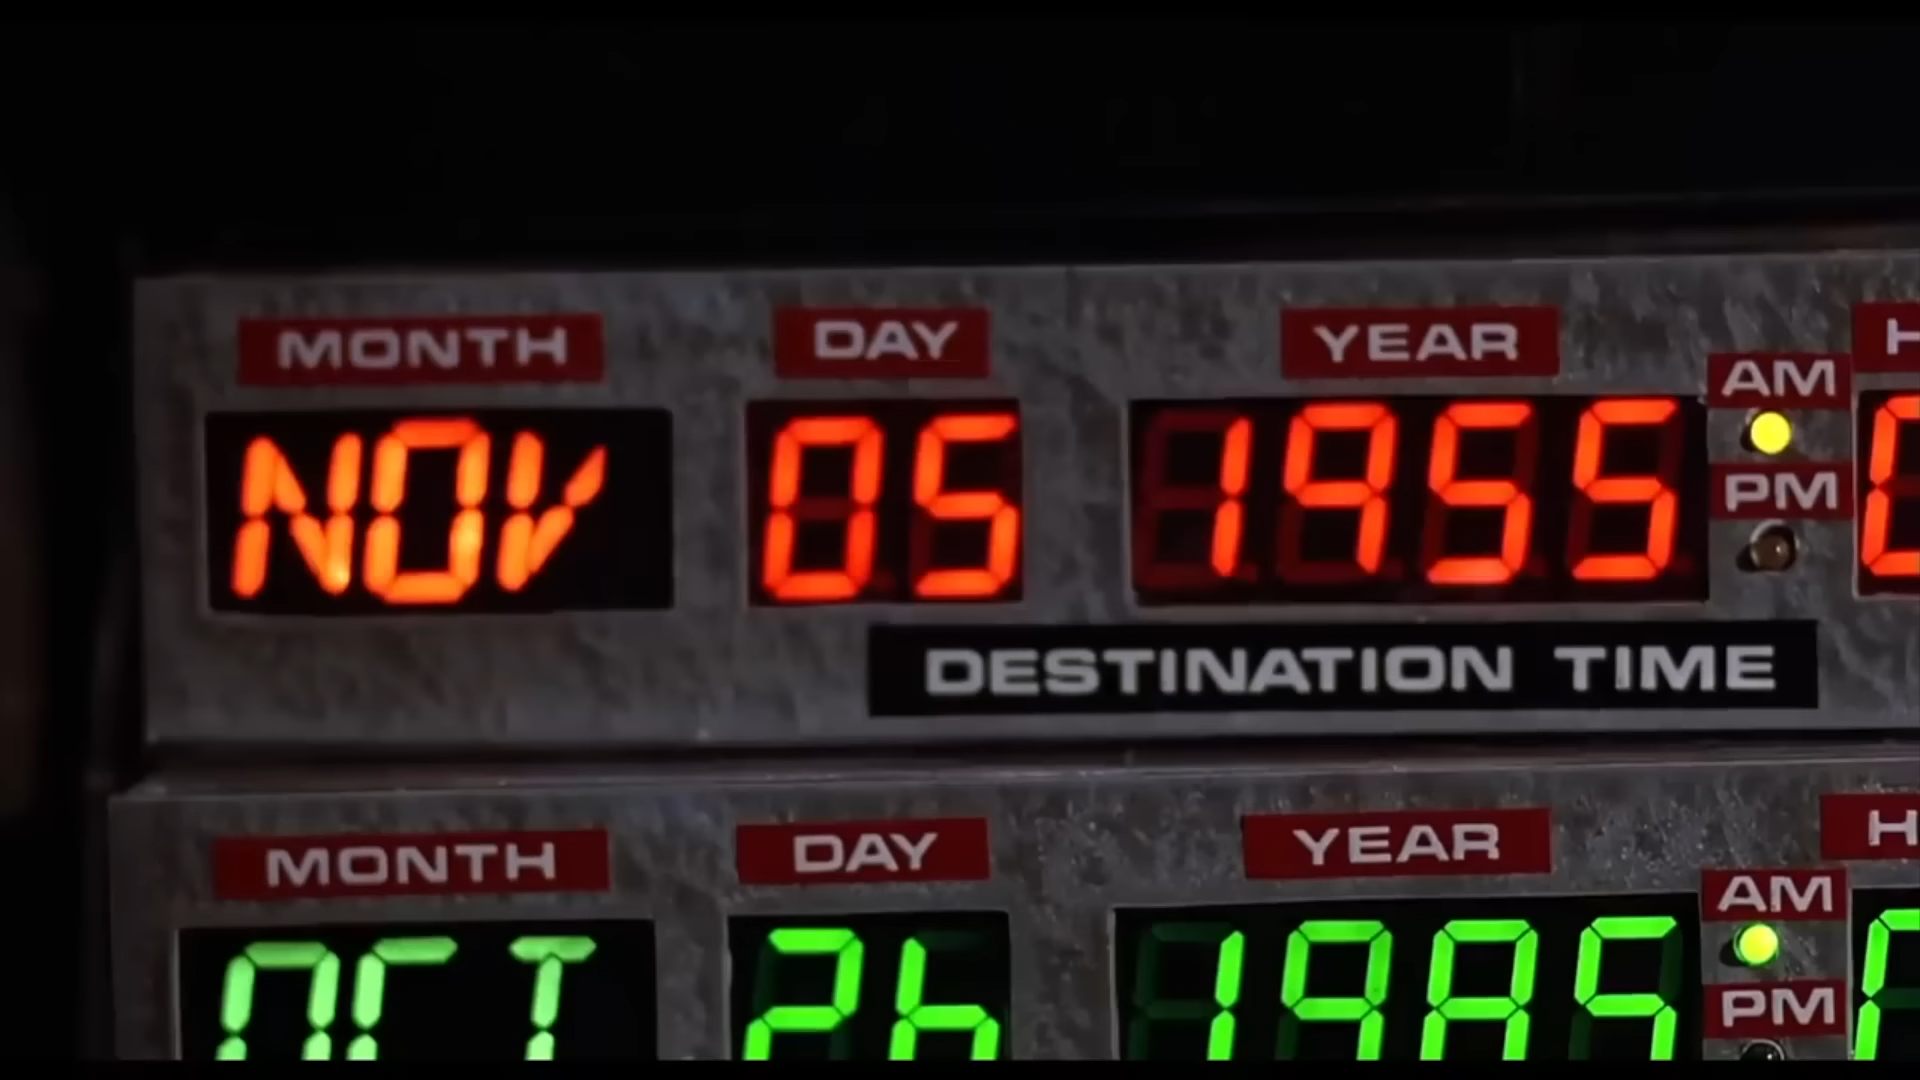 MONTH DAY YEAR
AM
NOV 05 1955
PM
DESTINATION TIME
MONTH DAY YEAR
AM
OCT 26 1985
PM